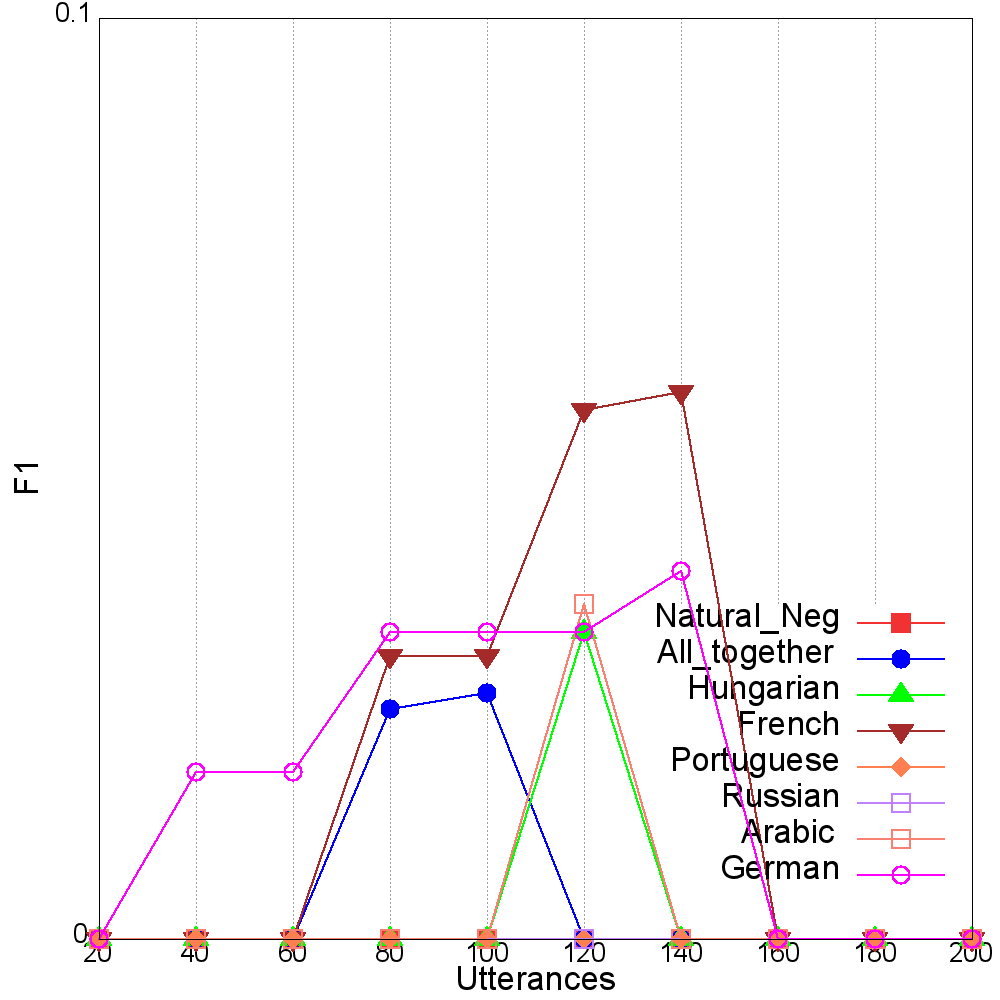 0.1
F1
Natural_Neg
All_together
Hungarian
French
Portuguese
Russian
Arabic
German
0
20 40 60 80 100 120 140 160 180 200
Utterances